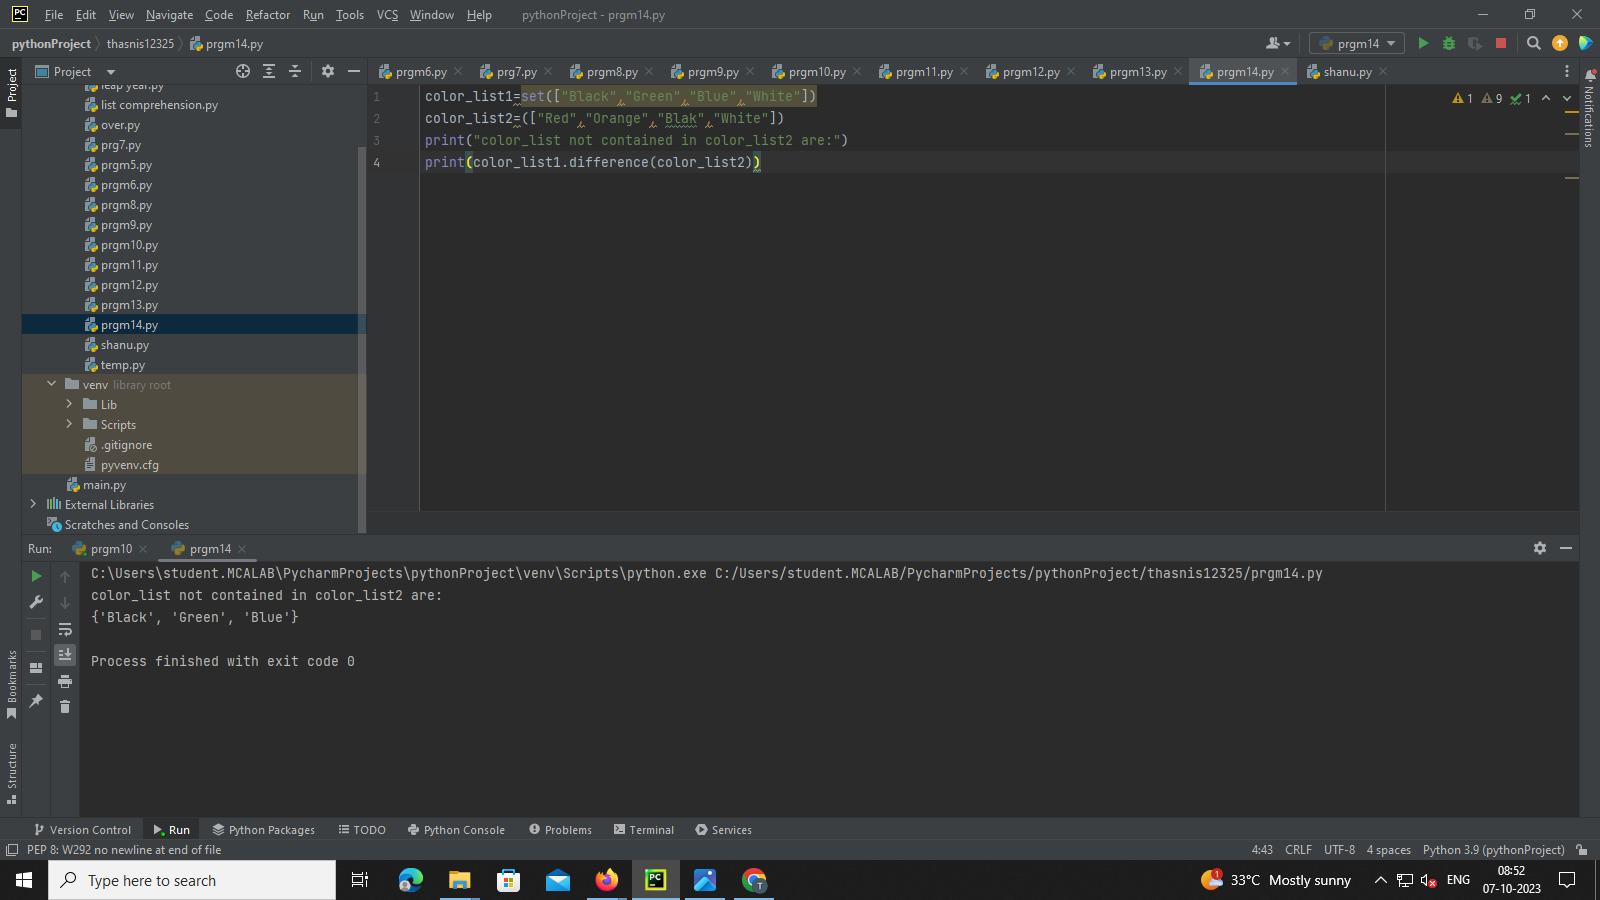 File Edit View Navigate Code Refactor Run Tools VCS Window Help pythonProject - prgm14.py
pythonProject thasnis12325 prgm14.py
prgm14
Project
prgm6.py prg7.py prgm8.py prgm9.py prgm10.py prgm11.py prgm12.py prgm13.py prgm14.py shanu.py
Project
Notifications
leap year.py
list comprehension.py
over.py
prg7.py
prgm5.py
prgm6.py
prgm8.py
prgm9.py
prgm10.py
prgm11.py
prgm12.py
prgm13.py
prgm14.py
shanu.py
temp.py
venv library root
Lib
Scripts
.gitignore
pyvenv.cfg
main.py
External Libraries
Scratches and Consoles
1 color_list1=set(["Black","Green","Blue","White"])
2 color_list2=(["Red","Orange","Blak","White"])
3 print("color_list not contained in color_list2 are:")
4 print(color_list1.difference(color_list2))
1 9 1
Run: prgm10 prgm14
C:\Users\student.MCALAB\PycharmProjects\pythonProject\venv\Scripts\python.exe C:/Users/student.MCALAB/PycharmProjects/pythonProject/thasnis12325/prgm14.py
color_list not contained in color_list2 are:
{'Black', 'Green', 'Blue'}
Process finished with exit code 0
Bookmarks
Structure
Version Control Run Python Packages TODO Python Console Problems Terminal Services
PEP 8: W292 no newline at end of file
4:43 CRLF UTF-8 4 spaces Python 3.9 (pythonProject)
Type here to search
1
33°C Mostly sunny
ENG
08:52
07-10-2023
PC
PC
T